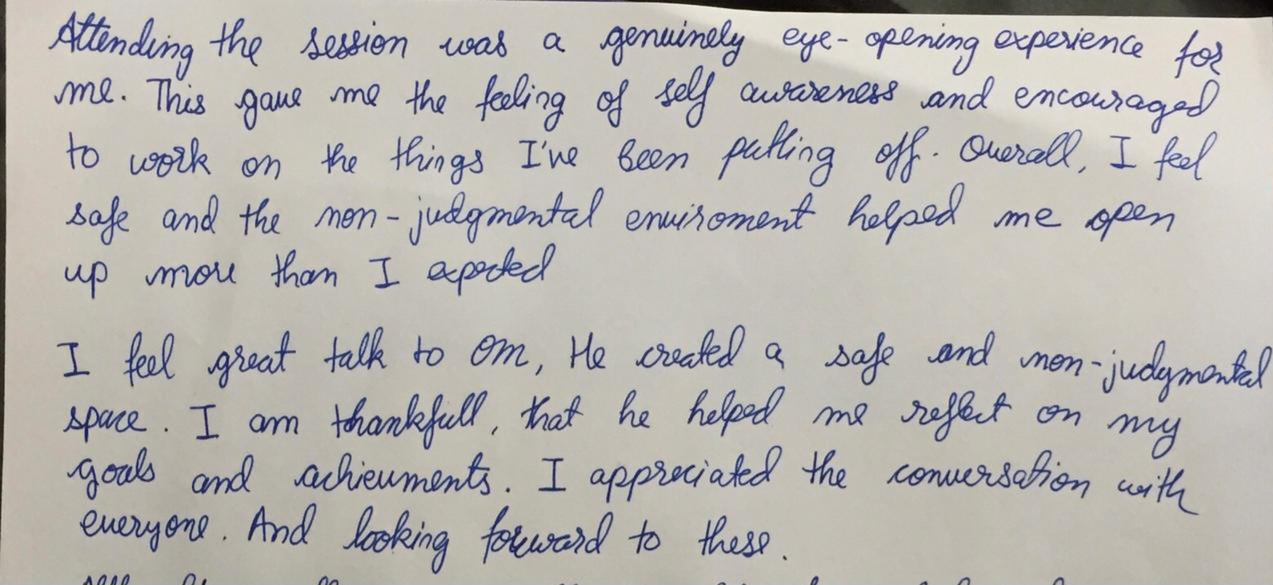 Attending the session was a genuinely eye-opening experience for
me. This gave me the feeling of self awareness and encouraged
to work on the things I've been putting off. Overall, I feel
safe and the non-judgmental enviroment helped me open
up more than I expected
I feel great talk to Om, He created a safe and non-judgmental
space. I am thankfull, that he helped me reflect on my
goals and achievments. I appreciated the conversation with
everyone. And looking forward to these.